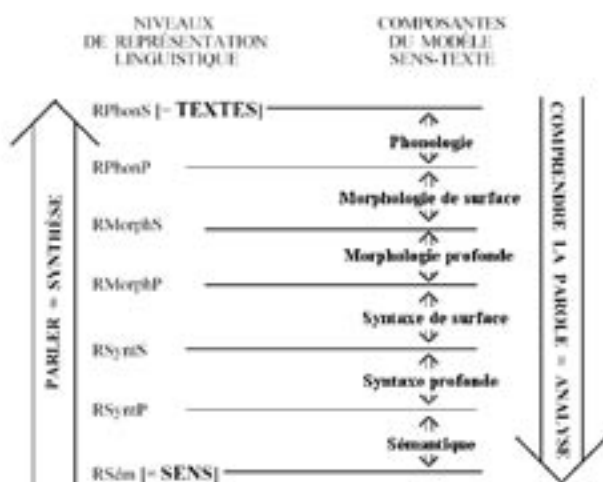 NIVEAUX
DE REPRÉSENTATION
LINGUISTIQUE
COMPOSANTES
DU MODÈLE
SENS-TEXTE
RPhonS [= TEXTES]
Phonologie
RPhonP
Morphologie de surface
RMorphS
Morphologie profonde
RMorphP
Syntaxe de surface
RSyntS
Syntaxe profonde
RSyntP
Sémantique
RSém [= SENS]
PARLER = SYNTHÈSE
COMPRENDRE LA PAROLE = ANALYSE